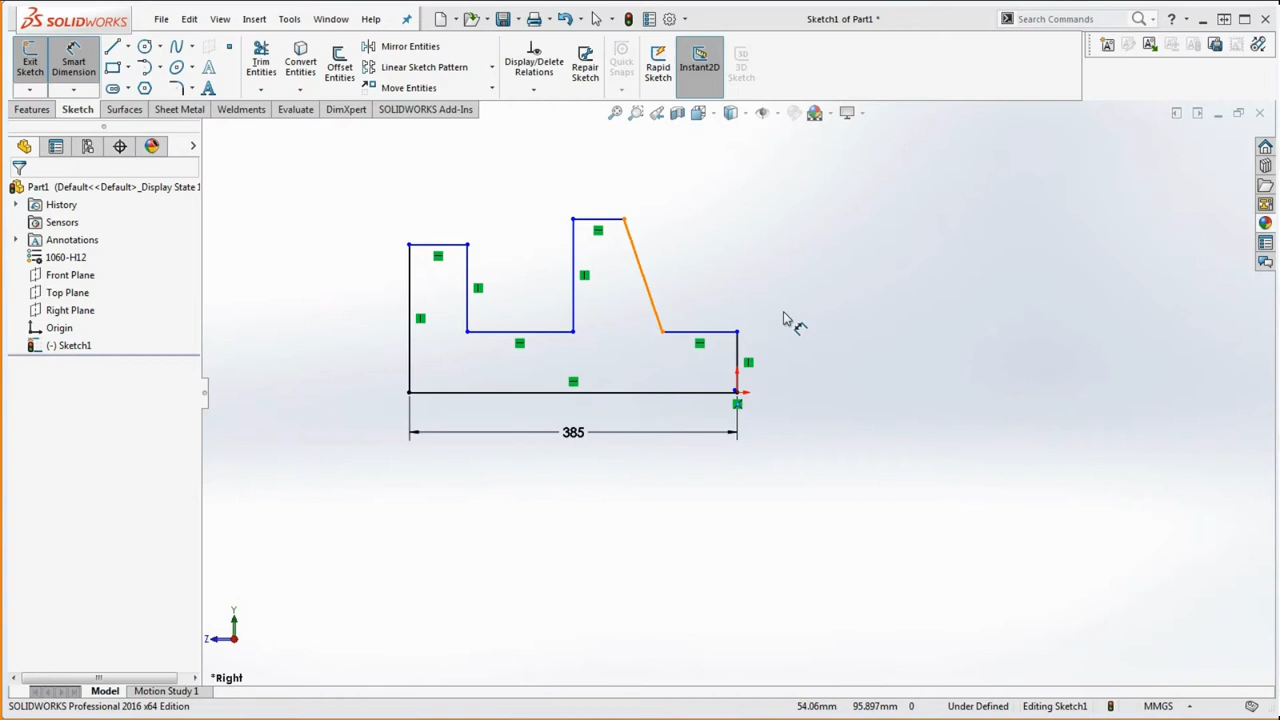 SOLIDWORKS
File
Edit
View
Insert
Tools
Window
Help
Sketch1 of Part1 *
Search Commands
Exit Sketch
Smart Dimension
Trim Entities
Convert Entities
Offset Entities
Mirror Entities
Linear Sketch Pattern
Move Entities
Display/Delete Relations
Repair Sketch
Quick Snaps
Rapid Sketch
Instant2D
3D Sketch
Features
Sketch
Surfaces
Sheet Metal
Weldments
Evaluate
DimXpert
SOLIDWORKS Add-Ins
Part1 (Default<<Default>_Display State 1
History
Sensors
Annotations
1060-H12
Front Plane
Top Plane
Right Plane
Origin
(-) Sketch1
385
Y
Z
*Right
Model
Motion Study 1
SOLIDWORKS Professional 2016 x64 Edition
54.06mm
95.897mm
0
Under Defined
Editing Sketch1
MMGS